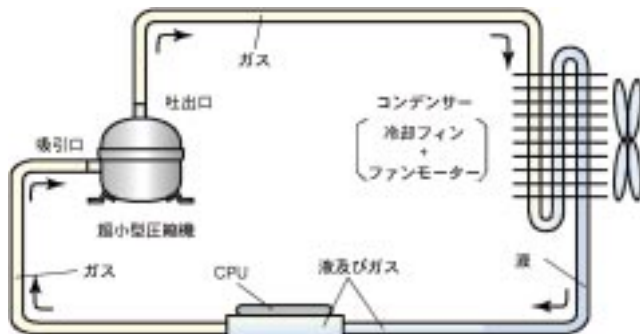 ガス
吐出口
コンデンサー
冷却フィン
+
ファンモーター
吸引口
超小型圧縮機
ガス
CPU
液及びガス
液